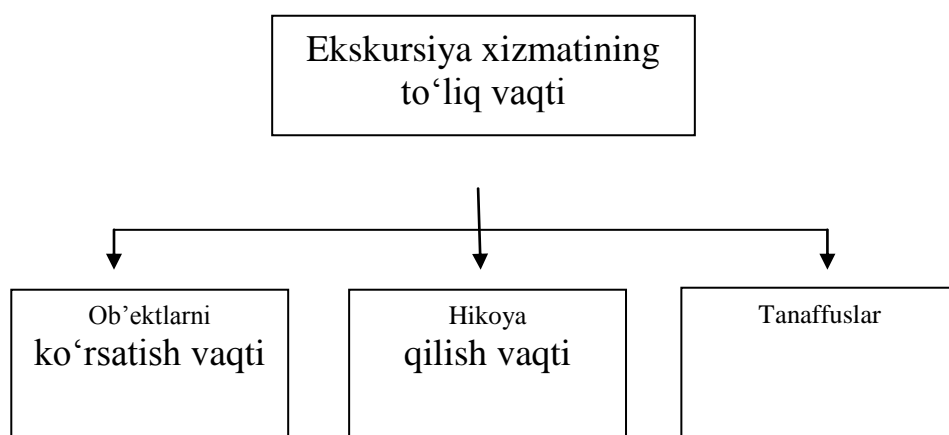 Ekskursiya xizmatining
to‘liq vaqti
Ob’ektlarni
ko‘rsatish vaqti
Hikoya
qilish vaqti
Tanaffuslar